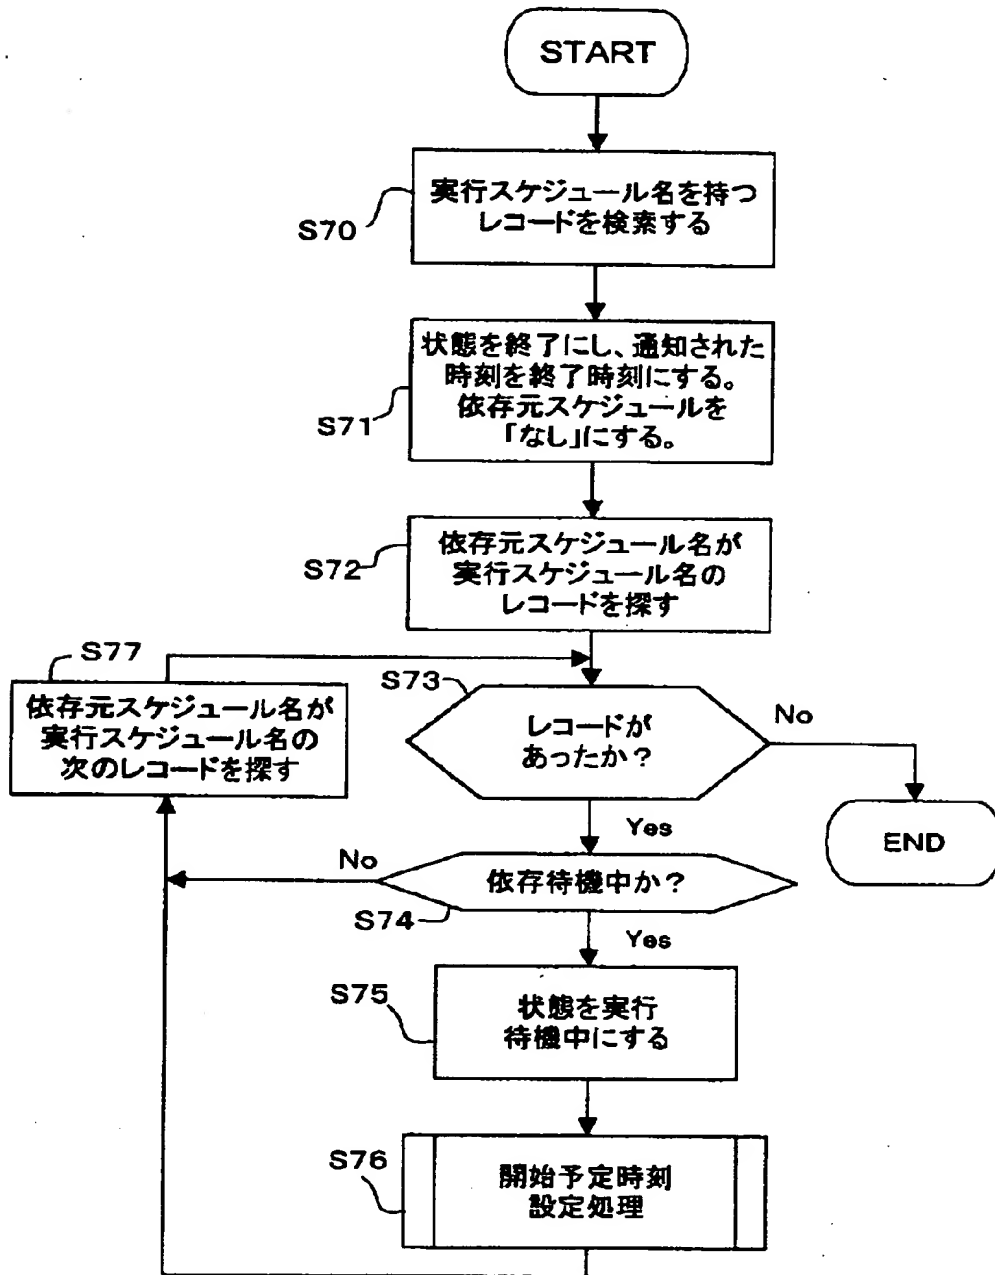 START
実行スケジュール名を持つ
レコードを検索する
S70
状態を終了にし、通知された
時刻を終了時刻にする。
依存元スケジュールを
「なし」にする。
S71
依存元スケジュール名が
実行スケジュール名の
レコードを探す
S72
S77
依存元スケジュール名が
実行スケジュール名の
次のレコードを探す
S73
レコードが
あったか?
No
END
Yes
No
依存待機中か?
S74
Yes
S75
状態を実行
待機中にする
S76
開始予定時刻
設定処理